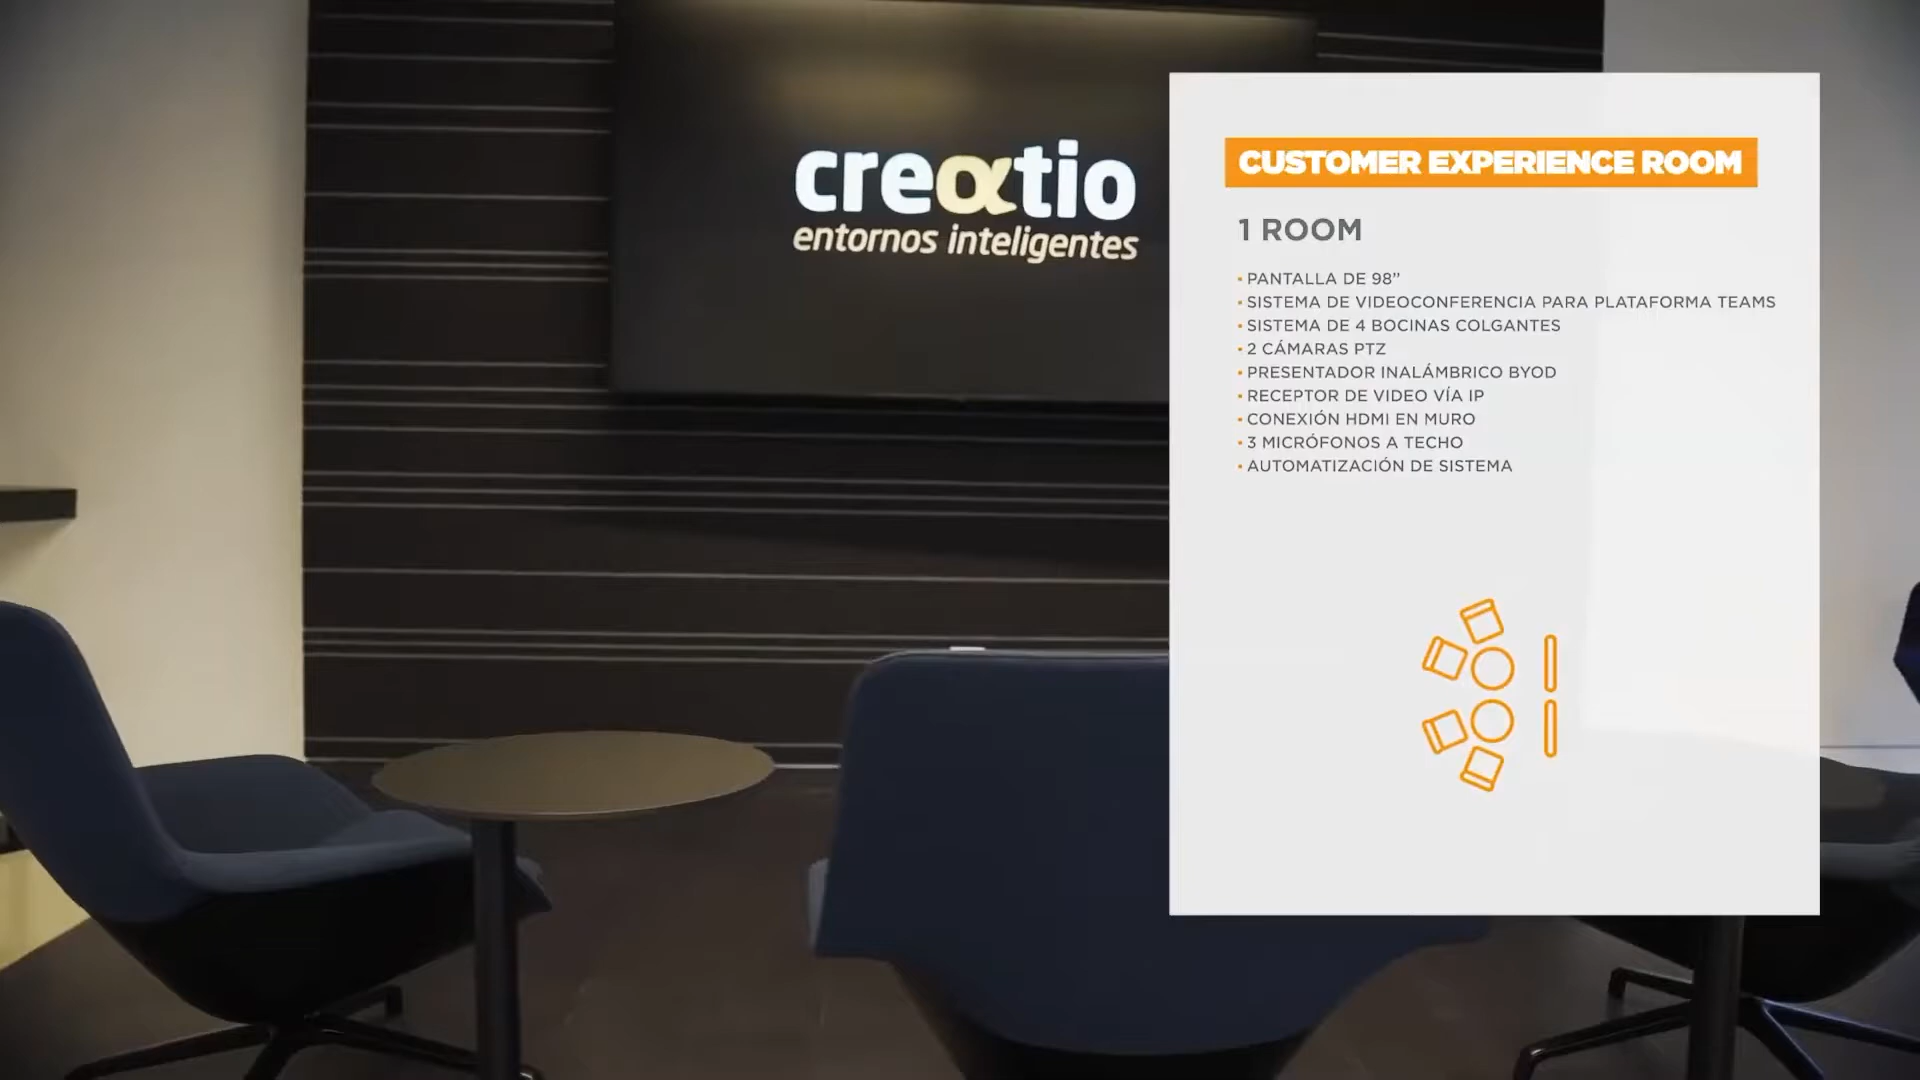 creαtio
entornos inteligentes
CUSTOMER EXPERIENCE ROOM
1 ROOM
• PANTALLA DE 98”
• SISTEMA DE VIDEOCONFERENCIA PARA PLATAFORMA TEAMS
• SISTEMA DE 4 BOCINAS COLGANTES
• 2 CÁMARAS PTZ
• PRESENTADOR INALÁMBRICO BYOD
• RECEPTOR DE VIDEO VÍA IP
• CONEXIÓN HDMI EN MURO
• 3 MICRÓFONOS A TECHO
• AUTOMATIZACIÓN DE SISTEMA